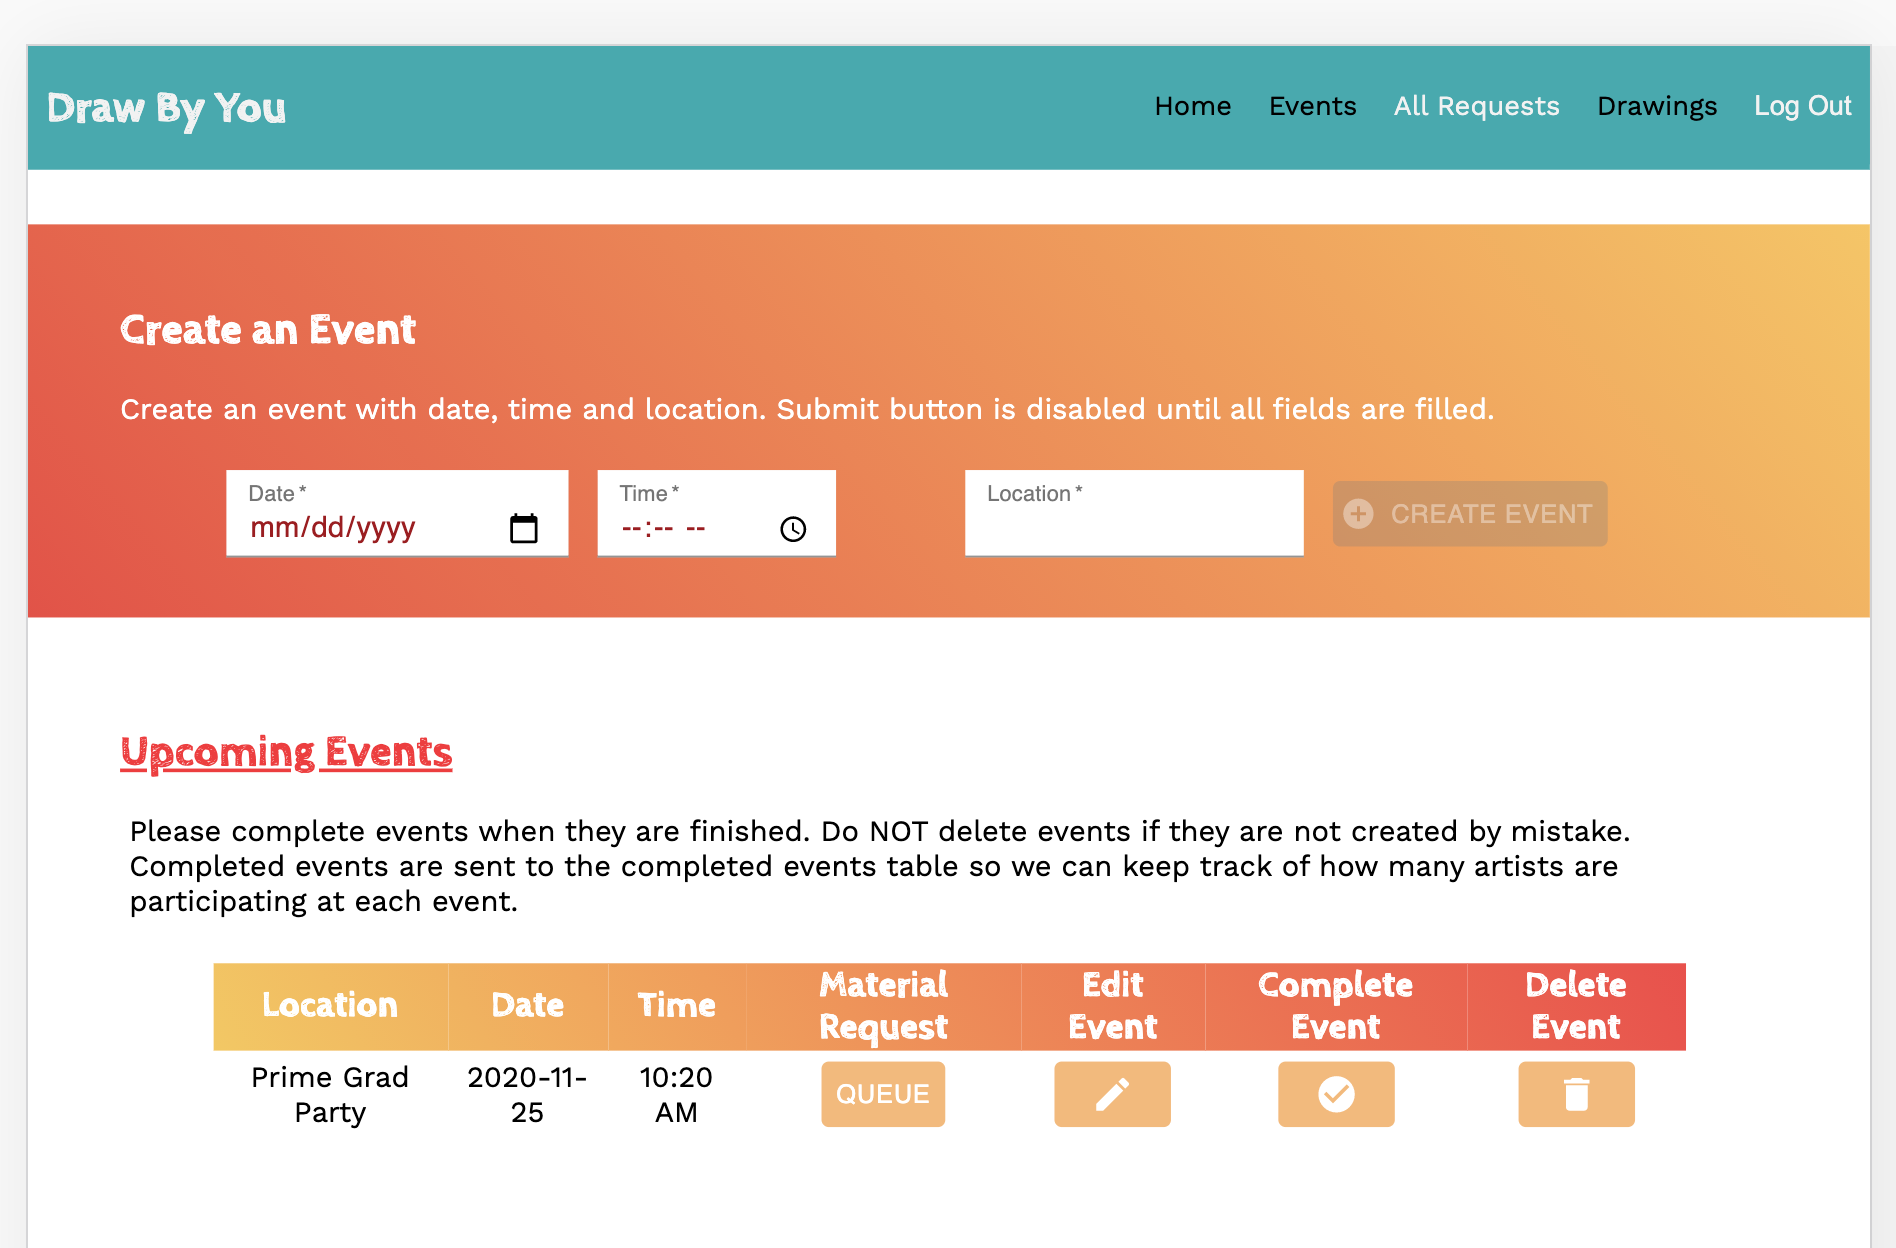 Draw By You
Home Events All Requests Drawings Log Out
Create an Event
Create an event with date, time and location. Submit button is disabled until all fields are filled.
Date *
mm/dd/yyyy
Time *
--:-- --
Location *
CREATE EVENT
Upcoming Events
Please complete events when they are finished. Do NOT delete events if they are not created by mistake.
Completed events are sent to the completed events table so we can keep track of how many artists are
participating at each event.
Location
Date
Time
Material
Request
Edit
Event
Complete
Event
Delete
Event
Prime Grad
Party
2020-11-
25
10:20
AM
QUEUE